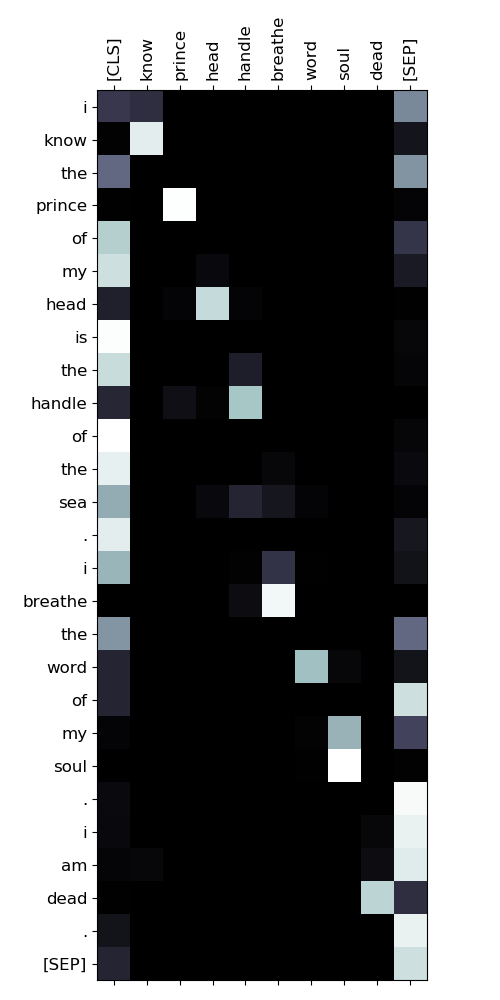 [CLS] know prince head handle breathe word soul dead [SEP]
i
know
the
prince
of
my
head
is
the
handle
of
the
sea
.
i
breathe
the
word
of
my
soul
.
i
am
dead
.
[SEP]